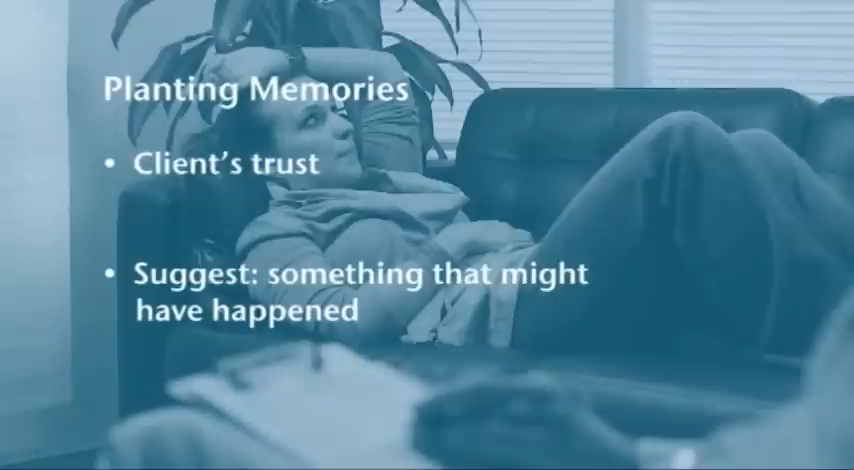 Planting Memories
• Client's trust
• Suggest: something that might
have happened